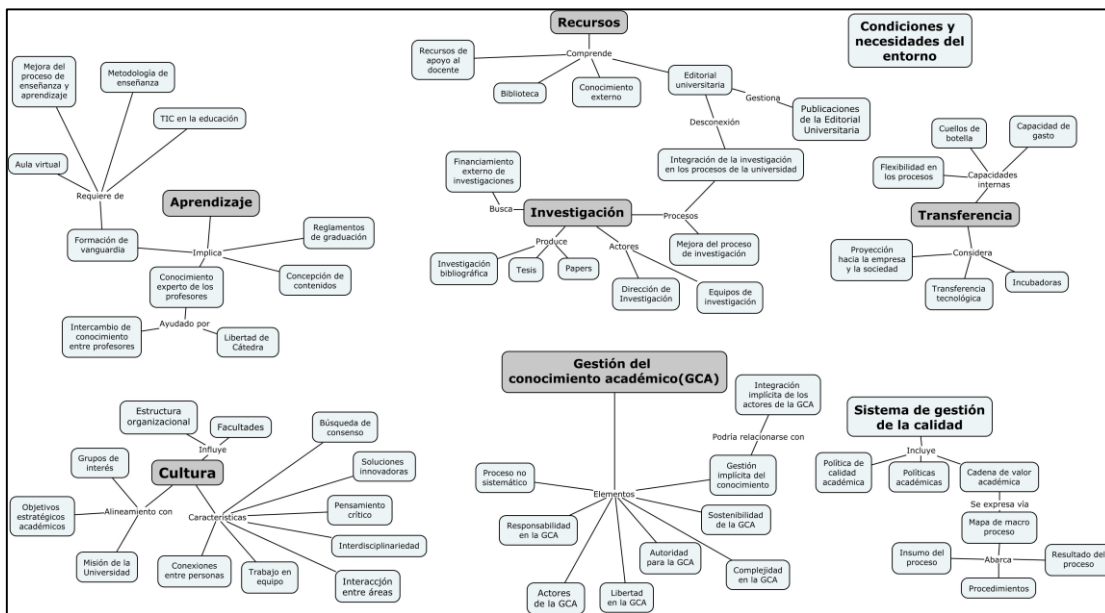 Recursos
Comprende
Recursos de
apoyo al
docente
Biblioteca
Conocimiento
externo
Editorial
universitaria
Gestiona
Publicaciones
de la Editorial
Universitaria
Desconexión
Integración de la investigación
en los procesos de la universidad
Condiciones y
necesidades del
entorno
Mejora del
proceso de
enseñanza y
aprendizaje
Metodología de
enseñanza
TIC en la educación
Aula virtual
Requiere de
Aprendizaje
Formación de
vanguardia
Implica
Reglamentos
de graduación
Concepción de
contenidos
Conocimiento
experto de los
profesores
Ayudado por
Intercambio de
conocimiento
entre profesores
Libertad de
Cátedra
Financiamiento
externo de
investigaciones
Busca
Investigación
Procesos
Mejora del proceso
de investigación
Produce
Investigación
bibliográfica
Tesis
Papers
Actores
Dirección de
Investigación
Equipos de
investigación
Cuellos de
botella
Capacidad de
gasto
Flexibilidad en
los procesos
Capacidades
internas
Transferencia
Considera
Proyección
hacia la empresa
y la sociedad
Transferencia
tecnológica
Incubadoras
Estructura
organizacional
Facultades
Influye
Cultura
Grupos de
interés
Alineamiento con
Objetivos
estratégicos
académicos
Misión de la
Universidad
Características
Búsqueda de
consenso
Soluciones
innovadoras
Pensamiento
crítico
Interdisciplinariedad
Interaccjón
entre áreas
Trabajo en
equipo
Conexiones
entre personas
Gestión del
conocimiento académico(GCA)
Integración
implícita de los
actores de la GCA
Podría relacionarse con
Gestión
implícita del
conocimiento
Elementos
Proceso no
sistemático
Responsabilidad
en la GCA
Actores
de la GCA
Libertad
en la GCA
Autoridad
para la GCA
Complejidad
en la GCA
Sostenibilidad
de la GCA
Sistema de gestión
de la calidad
Incluye
Política de
calidad
académica
Políticas
académicas
Cadena de valor
académica
Se expresa vía
Mapa de macro
proceso
Abarca
Insumo del
proceso
Resultado del
proceso
Procedimientos